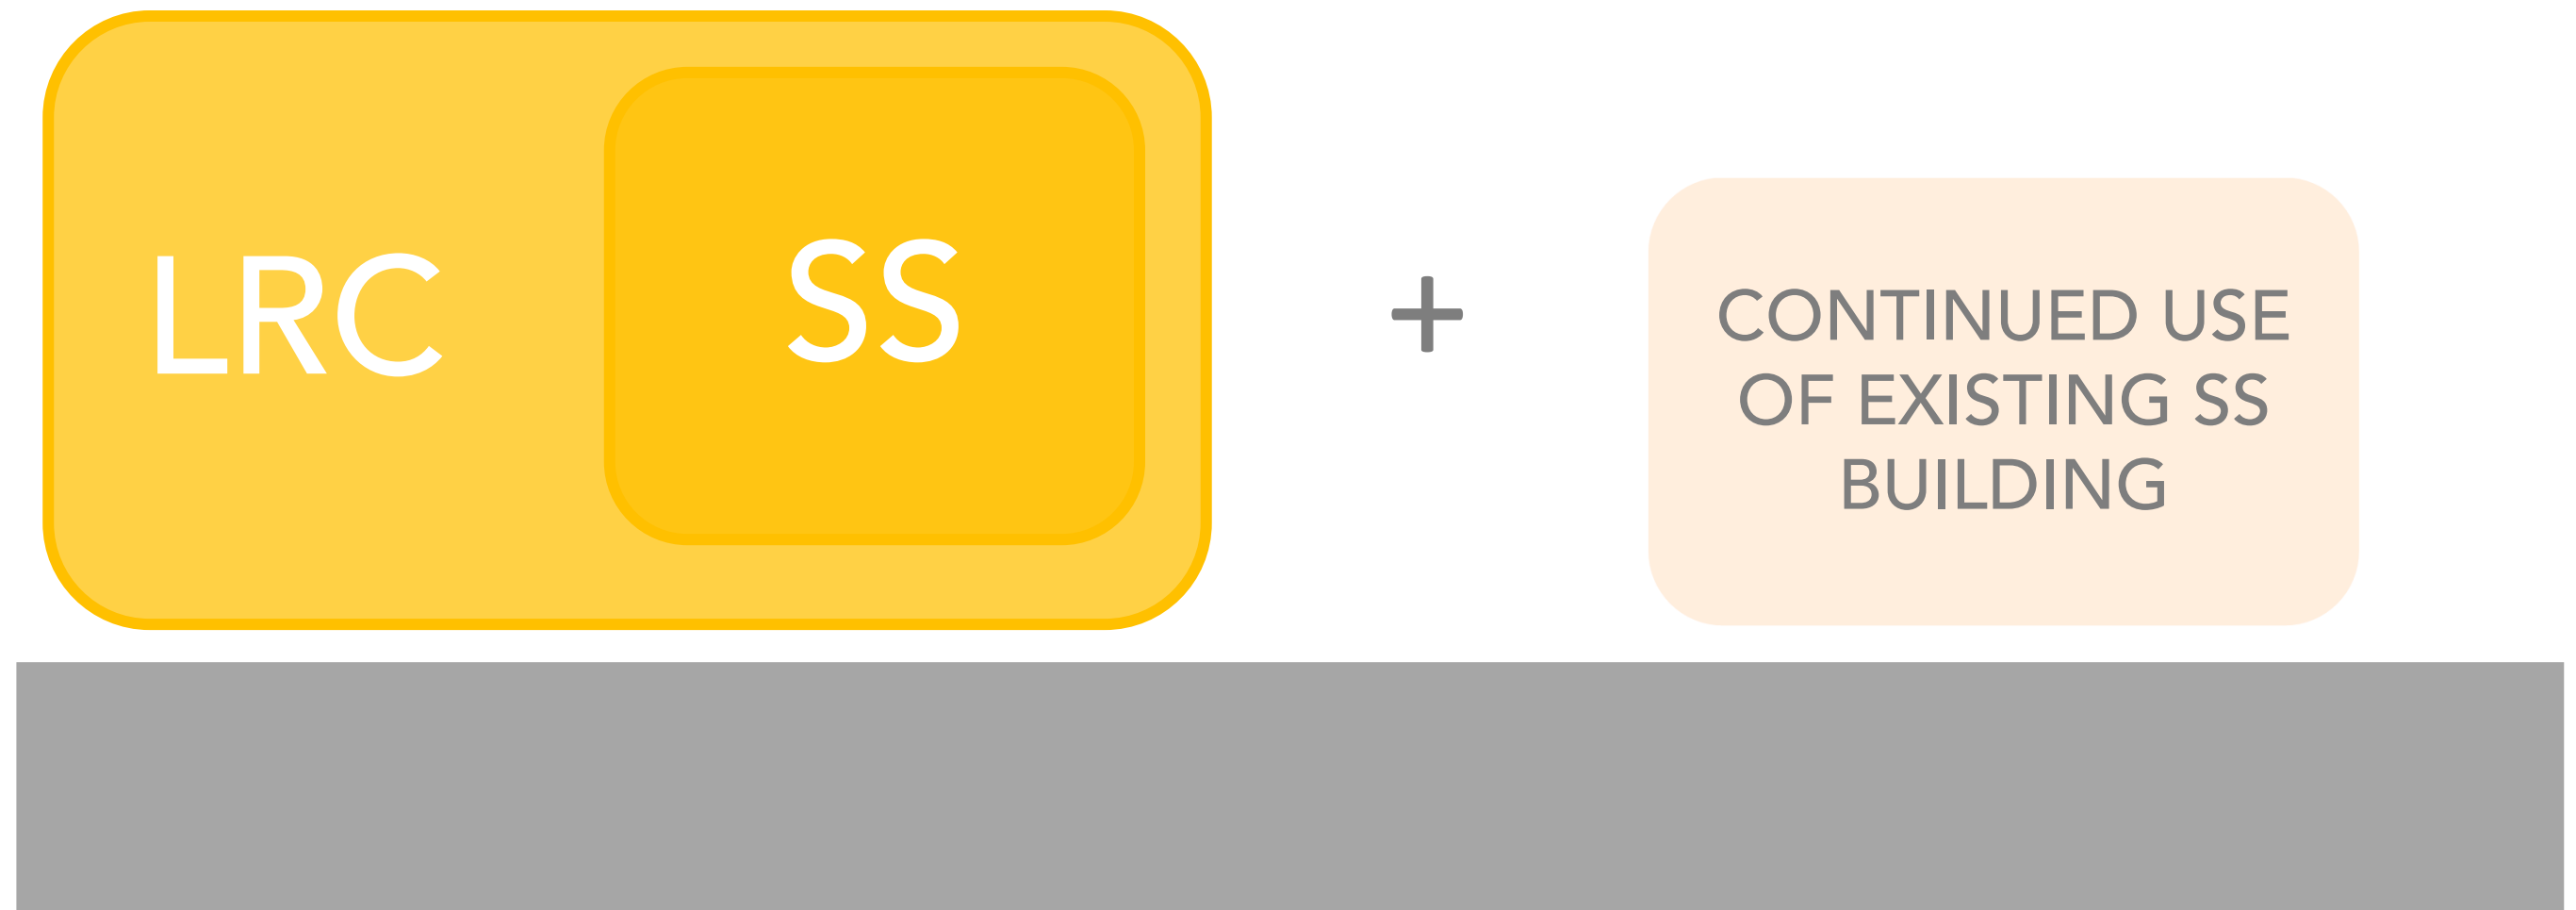 LRC
SS
+
CONTINUED USE
OF EXISTING SS
BUILDING